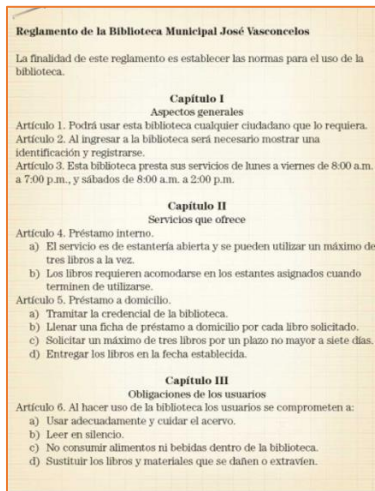 Reglamento de la Biblioteca Municipal José Vasconcelos
La finalidad de este reglamento es establecer las normas para el uso de la
biblioteca.
Capítulo I
Aspectos generales
Artículo 1. Podrá usar esta biblioteca cualquier ciudadano que lo requiera.
Artículo 2. Al ingresar a la biblioteca será necesario mostrar una
identificación y registrarse.
Artículo 3. Esta biblioteca presta sus servicios de lunes a viernes de 8:00 a.m.
a 7:00 p.m., y sábados de 8:00 a.m. a 2:00 p.m.
Capítulo II
Servicios que ofrece
Artículo 4. Préstamo interno.
a) El servicio es de estantería abierta y se pueden utilizar un máximo de
tres libros a la vez.
b) Los libros requieren acomodarse en los estantes asignados cuando
terminen de utilizarse.
Artículo 5. Préstamo a domicilio.
a) Tramitar la credencial de la biblioteca.
b) Llenar una ficha de préstamo a domicilio por cada libro solicitado.
c) Solicitar un máximo de tres libros por un plazo no mayor a siete días.
d) Entregar los libros en la fecha establecida.
Capítulo III
Obligaciones de los usuarios
Artículo 6. Al hacer uso de la biblioteca los usuarios se comprometen a:
a) Usar adecuadamente y cuidar el acervo.
b) Leer en silencio.
c) No consumir alimentos ni bebidas dentro de la biblioteca.
d) Sustituir los libros y materiales que se dañen o extravíen.